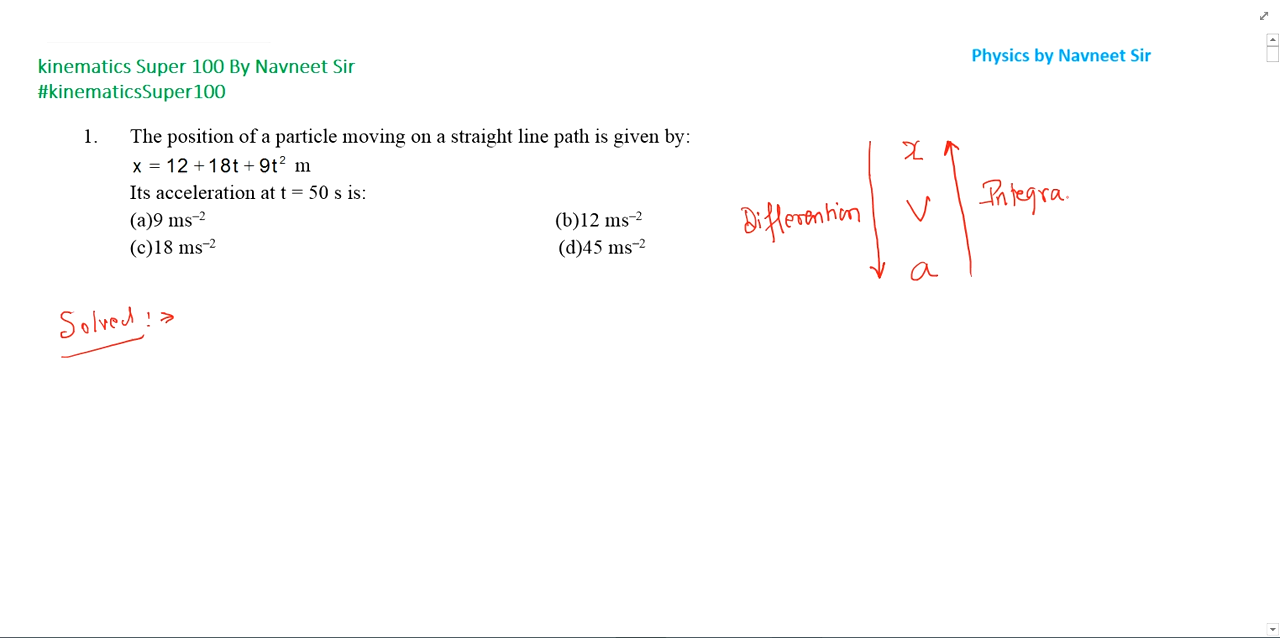 kinematics Super 100 By Navneet Sir
#kinematicsSuper100
Physics by Navneet Sir
1. The position of a particle moving on a straight line path is given by:
x = 12 + 18t + 9t² m
Its acceleration at t = 50 s is:
(a)9 ms⁻² (b)12 ms⁻²
(c)18 ms⁻² (d)45 ms⁻²
Differention
x
v
a
Integra.
Solved :⇒